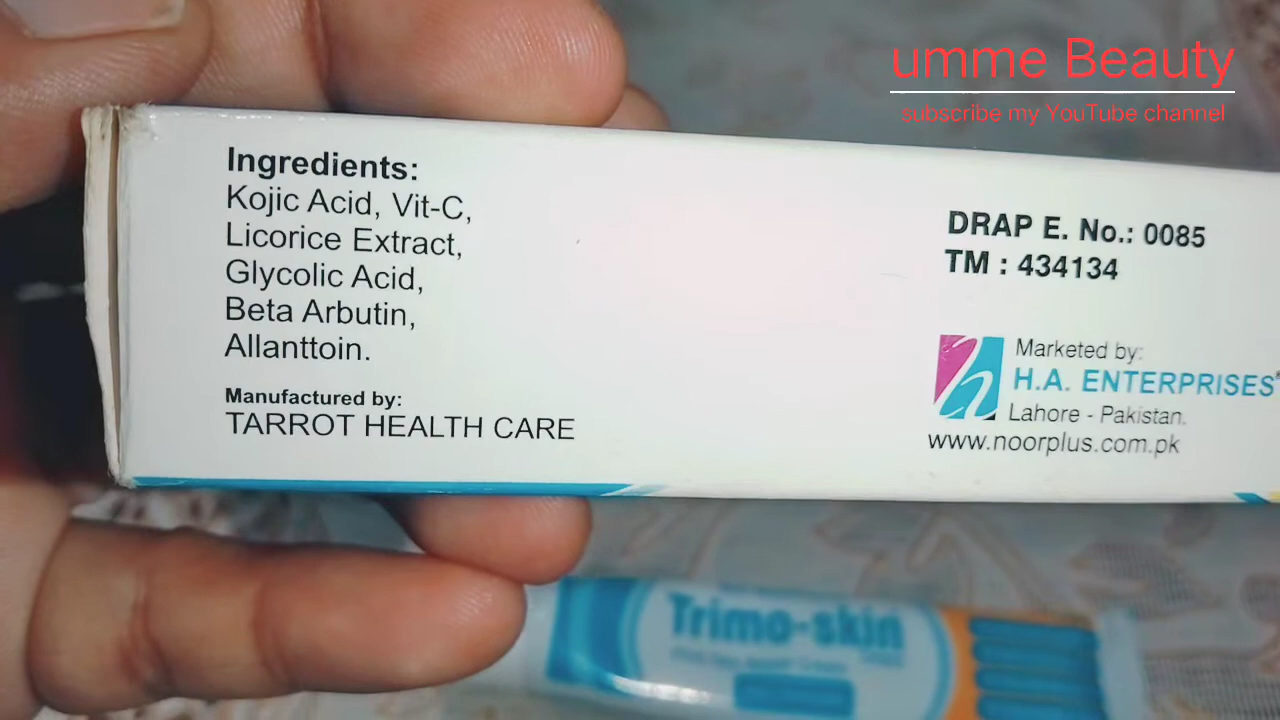 umme Beauty
subscribe my YouTube channel
Ingredients:
Kojic Acid, Vit-C,
Licorice Extract,
Glycolic Acid,
Beta Arbutin,
Allanttoin.
Manufactured by:
TARROT HEALTH CARE
DRAP E. No.: 0085
TM : 434134
Marketed by:
H.A. ENTERPRISES
Lahore - Pakistan.
www.noorplus.com.pk
Trimo-skin